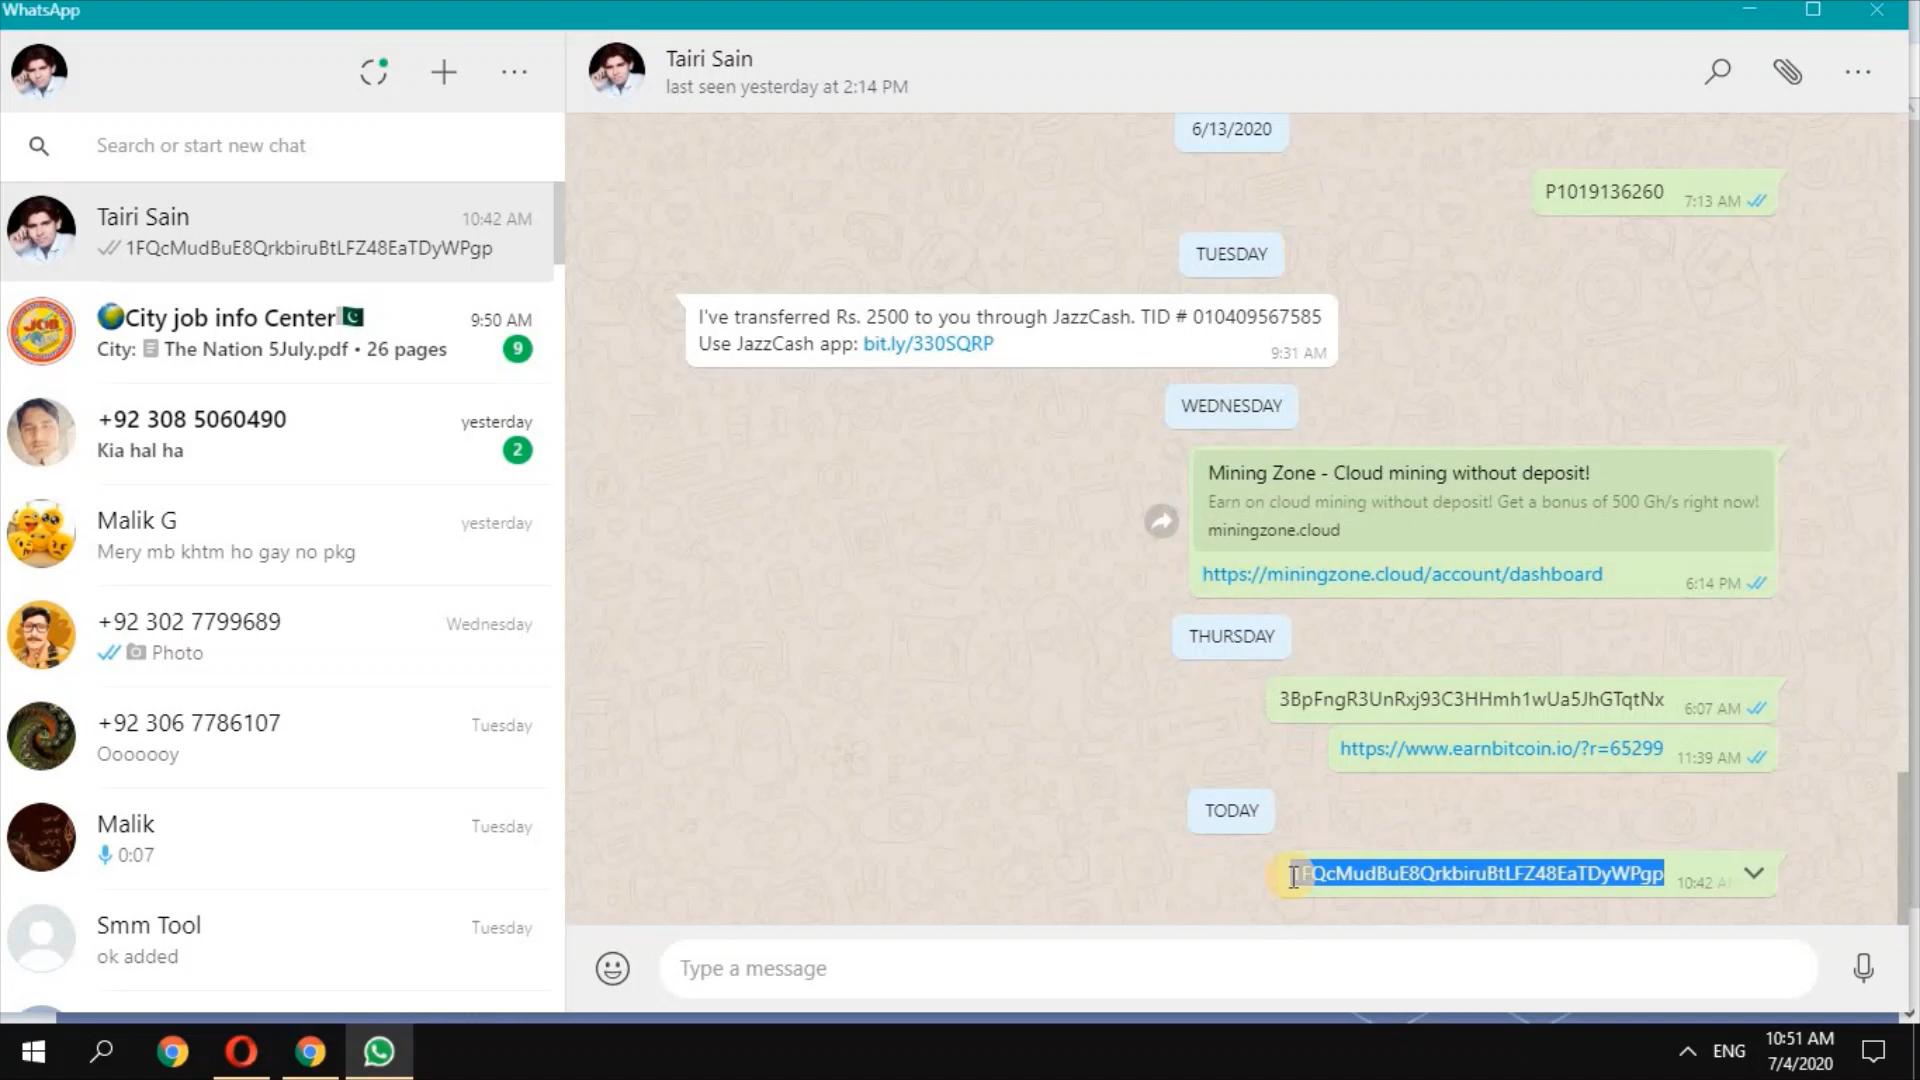 WhatsApp
Search or start new chat
Tairi Sain
10:42 AM
1FQcMudBuE8QrkbiruBtLFZ48EaTDyWPgp
City job info Center
9:50 AM
City: The Nation 5July.pdf • 26 pages
9
+92 308 5060490
yesterday
Kia hal ha
2
Malik G
yesterday
Mery mb khtm ho gay no pkg
+92 302 7799689
Wednesday
Photo
+92 306 7786107
Tuesday
Ooooooy
Malik
Tuesday
0:07
Smm Tool
Tuesday
ok added
Tairi Sain
last seen yesterday at 2:14 PM
6/13/2020
P1019136260 7:13 AM
TUESDAY
I've transferred Rs. 2500 to you through JazzCash. TID # 010409567585
Use JazzCash app: bit.ly/330SQRP
9:31 AM
WEDNESDAY
Mining Zone - Cloud mining without deposit!
Earn on cloud mining without deposit! Get a bonus of 500 Gh/s right now!
miningzone.cloud
https://miningzone.cloud/account/dashboard 6:14 PM
THURSDAY
3BpFngR3UnRxj93C3HHmh1wUa5JhGTqtNx 6:07 AM
https://www.earnbitcoin.io/?r=65299 11:39 AM
TODAY
1FQcMudBuE8QrkbiruBtLFZ48EaTDyWPgp 10:42 AM
Type a message
ENG
10:51 AM
7/4/2020